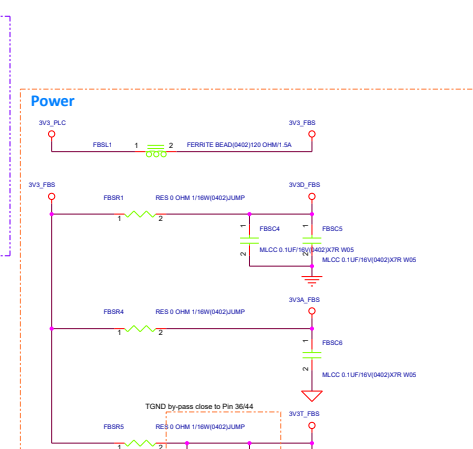 Power
3V3_PLC
3V3_FBS
FBSL1 1 2 FERRITE BEAD(0402)120 OHM/1.5A
3V3_FBS
3V3D_FBS
FBSR1 RES 0 OHM 1/16W(0402)JUMP
1 2
1 FBSC4 1 FBSC5
2 MLCC 0.1UF/16V(0402)X7R W05
2 MLCC 0.1UF/16V(0402)X7R W05
3V3A_FBS
FBSR4 RES 0 OHM 1/16W(0402)JUMP
1 2
1 FBSC6
2 MLCC 0.1UF/16V(0402)X7R W05
TGND by-pass close to Pin 36/44
3V3T_FBS
FBSR5 RES 0 OHM 1/16W(0402)JUMP
1 2